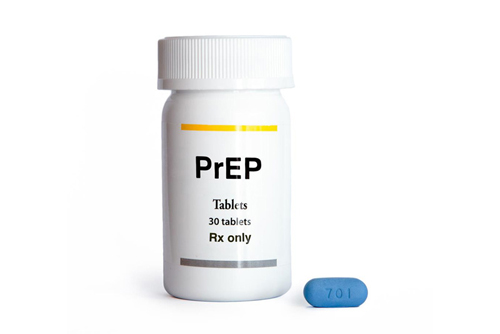 PrEP
Tablets
30 tablets
Rx only
701